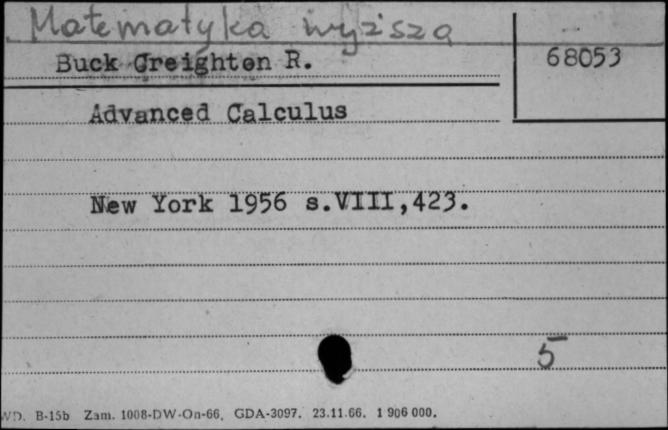 Matematyka wyższa
Buck Creighton R.
68053
Advanced Calculus
New York 1956 s.VIII,423.
5
WD. B-15b Zam. 1008-DW-On-66. GDA-3097. 23.11.66. 1 906 000.